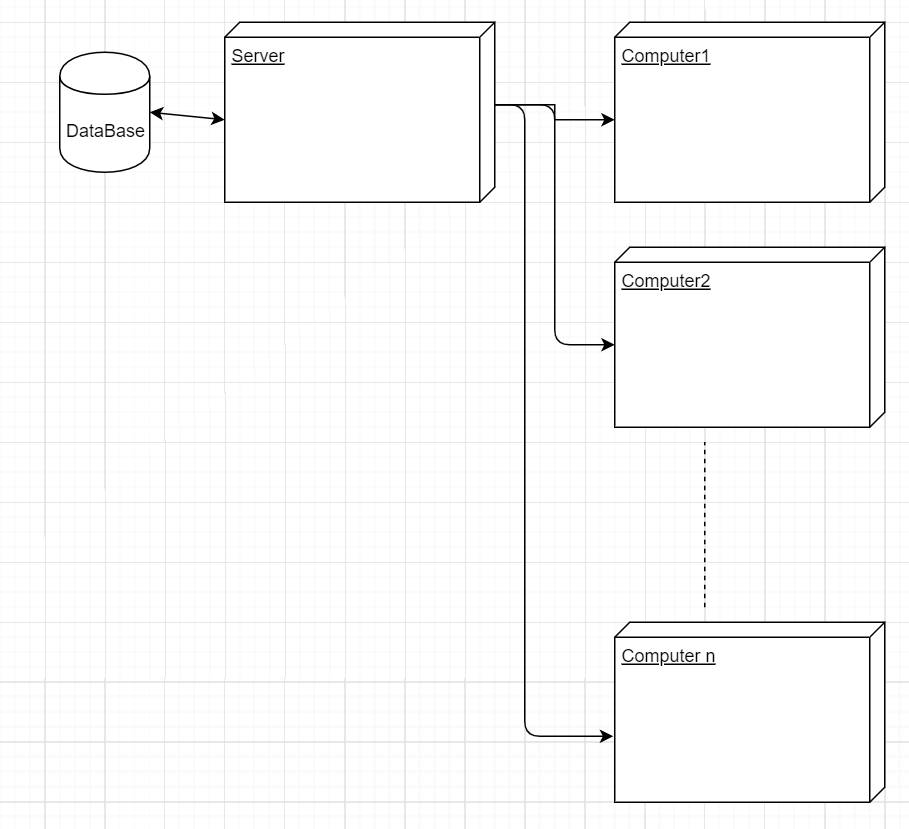 Server
Computer1
DataBase
Computer2
Computer n